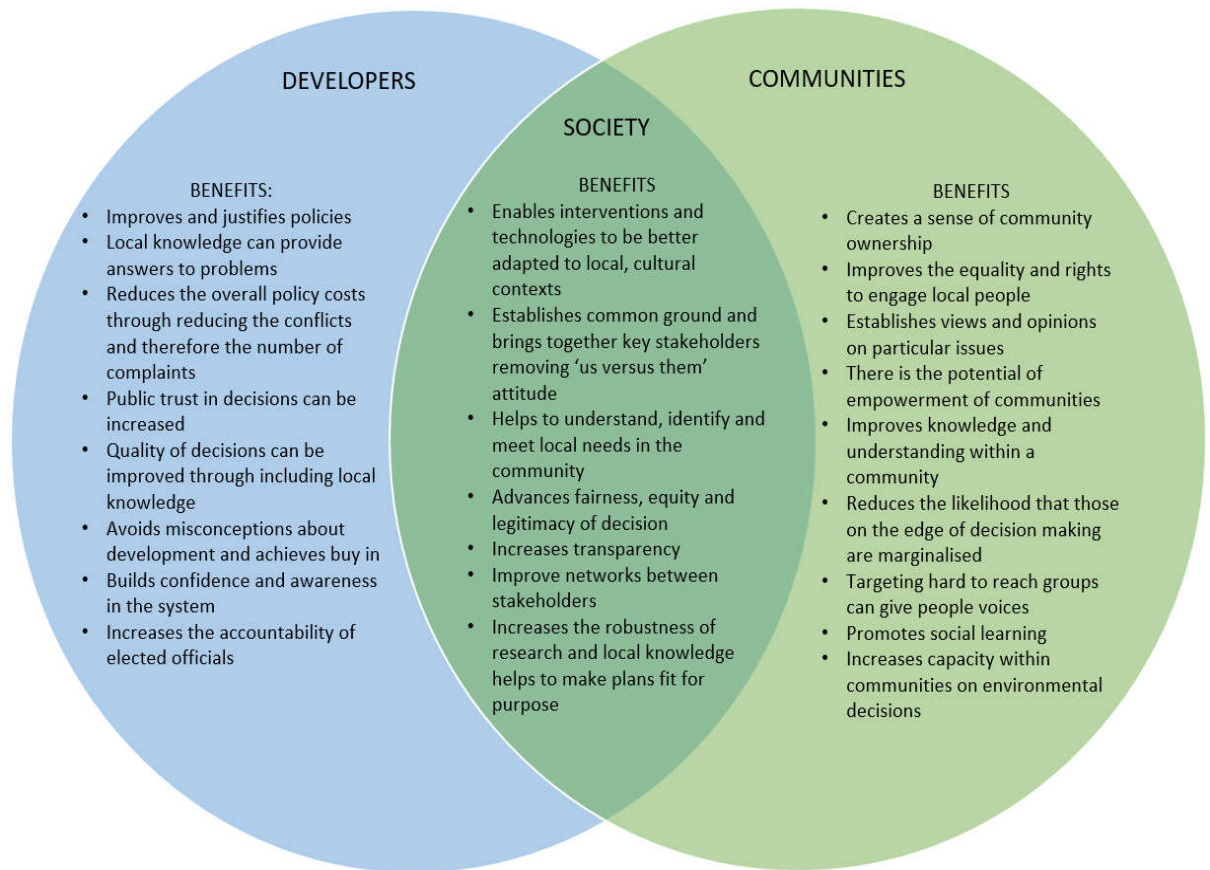 DEVELOPERS
BENEFITS:
• Improves and justifies policies
• Local knowledge can provide
answers to problems
• Reduces the overall policy costs
through reducing the conflicts
and therefore the number of
complaints
• Public trust in decisions can be
increased
• Quality of decisions can be
improved through including local
knowledge
• Avoids misconceptions about
development and achieves buy in
• Builds confidence and awareness
in the system
• Increases the accountability of
elected officials
SOCIETY
BENEFITS
• Enables interventions and
technologies to be better
adapted to local, cultural
contexts
• Establishes common ground and
brings together key stakeholders
removing ‘us versus them’
attitude
• Helps to understand, identify and
meet local needs in the
community
• Advances fairness, equity and
legitimacy of decision
• Increases transparency
• Improve networks between
stakeholders
• Increases the robustness of
research and local knowledge
helps to make plans fit for
purpose
COMMUNITIES
BENEFITS
• Creates a sense of community
ownership
• Improves the equality and rights
to engage local people
• Establishes views and opinions
on particular issues
• There is the potential of
empowerment of communities
• Improves knowledge and
understanding within a
community
• Reduces the likelihood that those
on the edge of decision making
are marginalised
• Targeting hard to reach groups
can give people voices
• Promotes social learning
• Increases capacity within
communities on environmental
decisions